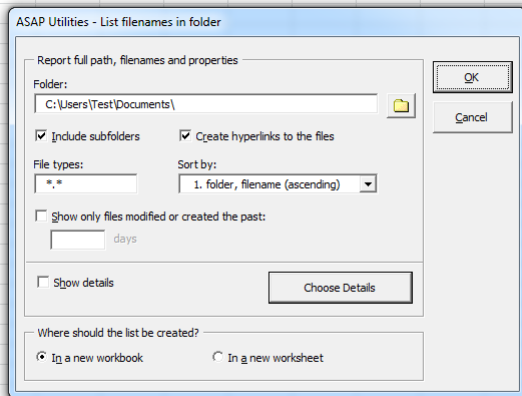 ASAP Utilities - List filenames in folder
Report full path, filenames and properties
Folder:
C:\Users\Test\Documents\
OK
Cancel
Include subfolders
Create hyperlinks to the files
File types:
Sort by:
*.*
1. folder, filename (ascending)
Show only files modified or created the past:
days
Show details
Choose Details
Where should the list be created?
In a new workbook
In a new worksheet